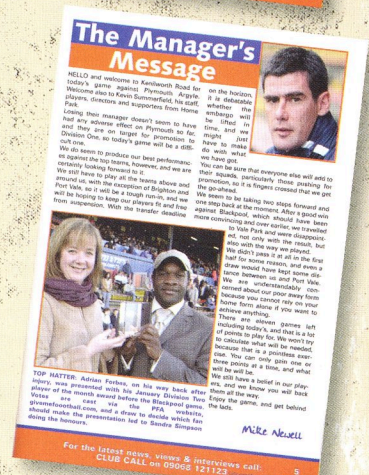 The Manager's
Message
HELLO and welcome to Kenilworth Road for
today's game against Plymouth Argyle.
Welcome also to Kevin Summerfield, his staff,
players, directors and supporters from Home
Park.
Losing their manager doesn't seem to have
had any adverse effect on Plymouth so far,
and they are on target for promotion to
Division One, so today's game will be a diffi-
cult one.
We do seem to produce our best performanc-
es against the top teams, however, and we are
certainly looking forward to it.
We still have to play all the teams above and
around us, with the exception of Brighton and
Port Vale, so it will be a tough run-in, and we
will be hoping to keep our players fit and free
from suspension. With the transfer deadline
on the horizon,
it is debatable
whether the
embargo will
be lifted in
time, and we
might just
have to make
do with what
we have got.
You can be sure that everyone else will add to
their squads, particularly those pushing for
promotion, so it is fingers crossed that we get
the go-ahead.
We seem to be taking two steps forward and
one step back at the moment. After a good win
against Blackpool, which should have been
more convincing and over earlier, we travelled
to Vale Park and were disappoint-
ed, not only with the result, but
also with the way we played.
We didn't pass it at all in the first
half for some reason, and even a
draw would have kept some dis-
tance between us and Port Vale.
We are understandably con-
cerned about our poor away form
because you cannot rely on your
home form alone if you want to
achieve anything.
There are eleven games left
including today's, and that is a lot
of points to play for. We won't try
to calculate what will be needed,
because that is a pointless exer-
cise. You can only gain one or
three points at a time, and what
will be will be.
We still have a belief in our play-
ers, and we know you will back
them all the way.
Enjoy the game, and get behind
the lads.
Mike Newell
TOP HATTER: Adrian Forbes, on his way back after
injury, was presented with his January Division Two
player of the month award before the Blackpool game.
Votes are cast via the PFA website,
givemefootball.com, and a draw to decide which fan
should make the presentation led to Sandra Simpson
doing the honours.
For the latest news, views & interviews call:
CLUB CALL on 09068 121123
5